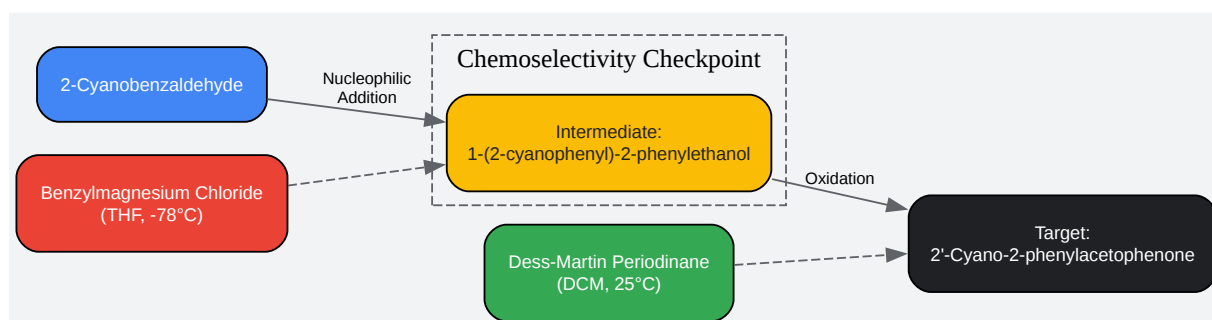 Chemoselectivity Checkpoint
2-Cyanobenzaldehyde
Nucleophilic
Addition
Intermediate:
1-(2-cyanophenyl)-2-phenylethanol
Benzylmagnesium Chloride
(THF, -78°C)
Oxidation
Dess-Martin Periodinane
(DCM, 25°C)
Target:
2'-Cyano-2-phenylacetophenone